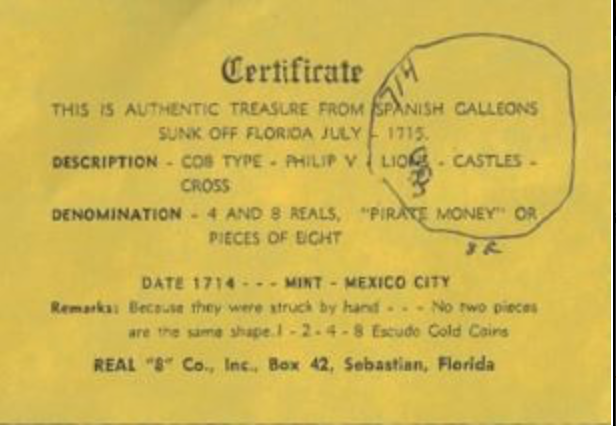 Certificate
THIS IS AUTHENTIC TREASURE FROM SPANISH GALLEONS
SUNK OFF FLORIDA JULY - 1715.
DESCRIPTION - COB TYPE - PHILIP V - LIONS - CASTLES -
CROSS
DENOMINATION - 4 AND 8 REALS, "PIRATE MONEY" OR
PIECES OF EIGHT
DATE 1714 - - - MINT - MEXICO CITY
Remarks: Because they were struck by hand - - - No two pieces
are the same shape.1 - 2 - 4 - 8 Escudo Gold Coins
REAL "8" Co., Inc., Box 42, Sebastian, Florida
714
8 R